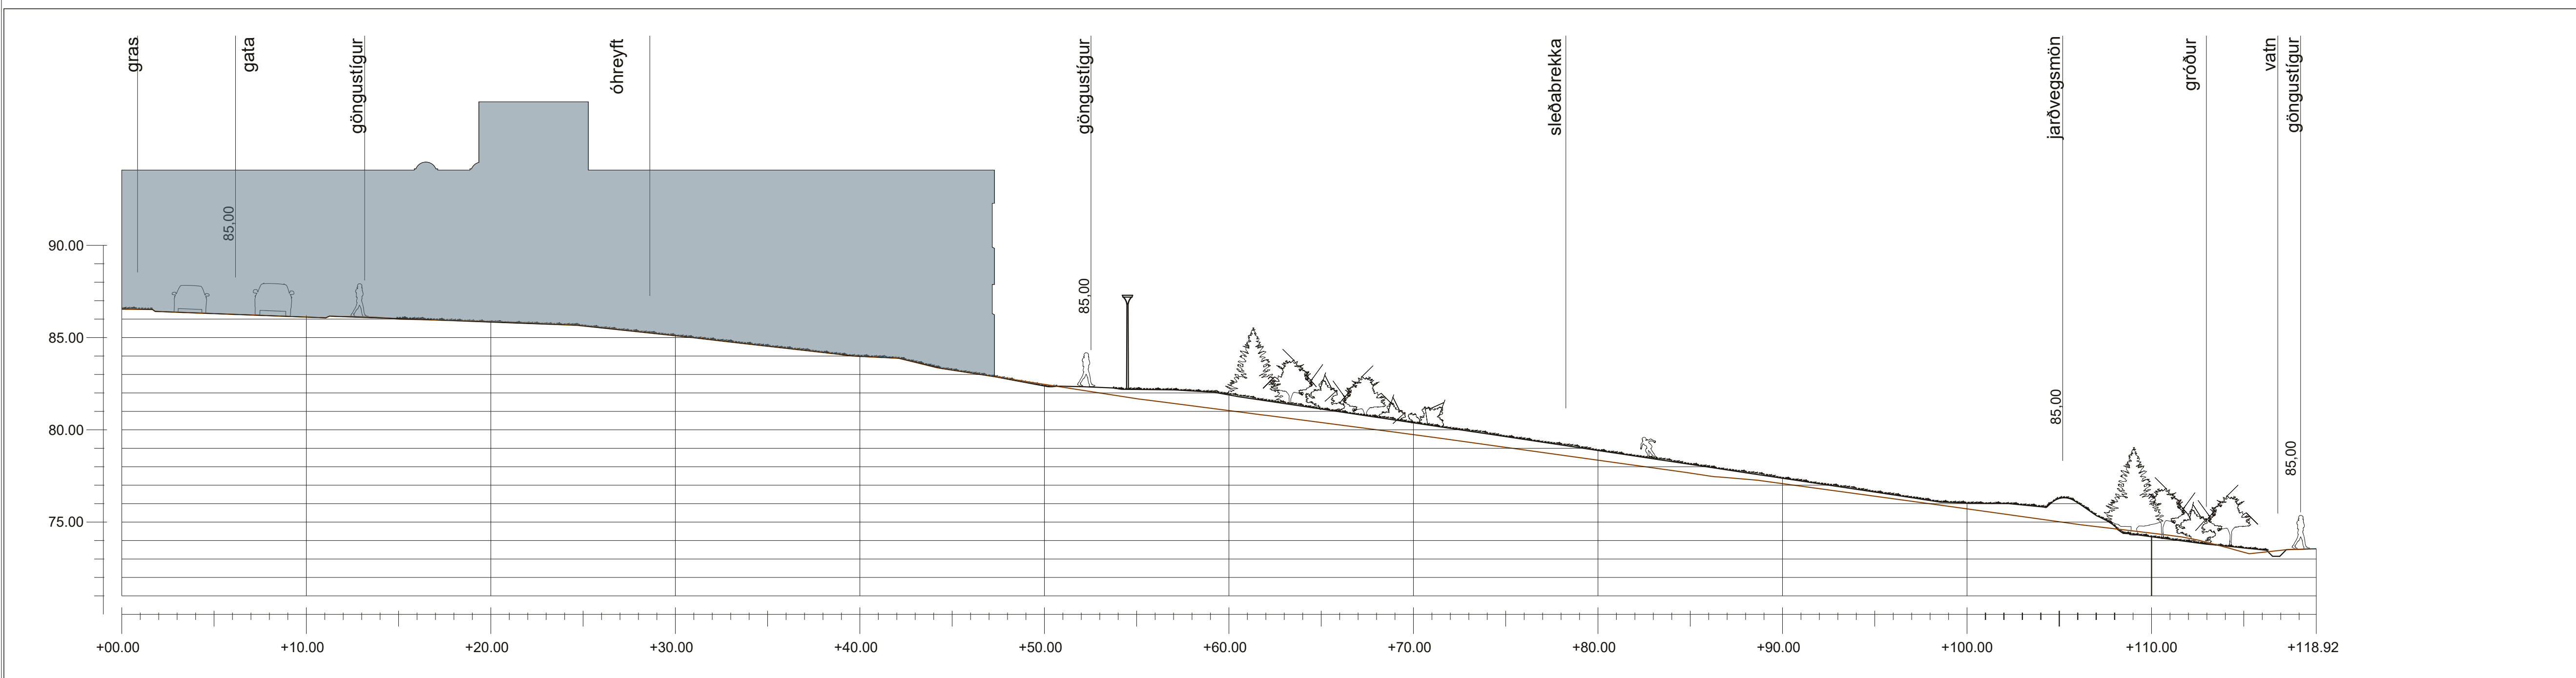 gras
gata
göngustígur
óhreyft
göngustígur
sleðabrekka
jarðvegsmön
gróður
vatn
göngustígur
85,00
85,00
85,00
85,00
90.00
85.00
80.00
75.00
+00.00
+10.00
+20.00
+30.00
+40.00
+50.00
+60.00
+70.00
+80.00
+90.00
+100.00
+110.00
+118.92